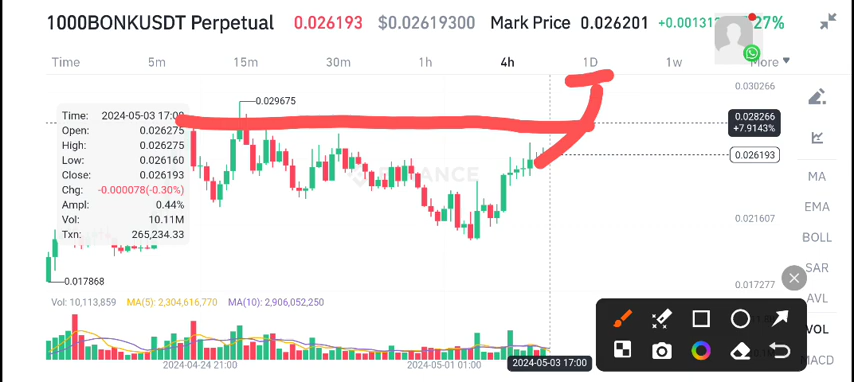 1000BONKUSDT Perpetual 0.026193 $0.02619300 Mark Price 0.026201
Time 5m 15m 30m 1h 4h 1D 1w More
0.030266
0.029675
Time: 2024-05-03 17:00
Open: 0.026275
High: 0.026275
Low: 0.026160
Close: 0.026193
Chg: -0.000078(-0.30%)
Ampl: 0.44%
Vol: 10.11M
Txn: 265,234.33
0.028266
+7.9143%
0.026193
0.021607
0.017277
0.017868
BINANCE
MA
EMA
BOLL
SAR
AVL
VOL
MACD
Vol: 10,113,859 MA(5): 2,304,616,770 MA(10): 2,906,052,250
2024-04-24 21:00 2024-05-01 01:00 2024-05-03 17:00